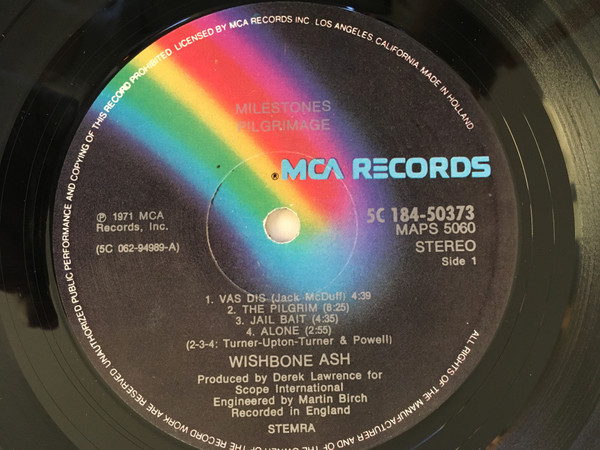 THIS RECORD PROHIBITED LICENSED BY MCA RECORDS INC LOS ANGELES, CALIFORNIA. MADE IN HOLLAND
MILESTONES
PILGRIMAGE
® MCA RECORDS
℗ 1971 MCA
Records, Inc.
(5C 062-94989-A)
5C 184-50373
MAPS 5060
STEREO
Side 1
1. VAS DIS (Jack McDuff) 4:39
2. THE PILGRIM (8:25)
3. JAIL BAIT (4:35)
4. ALONE (2:55)
(2-3-4: Turner-Upton-Turner & Powell)
WISHBONE ASH
Produced by Derek Lawrence for
Scope International
Engineered by Martin Birch
Recorded in England
STEMRA
ALL RIGHTS OF THE MANUFACTURER AND OF THE OWNER OF THE RECORD WORK ARE RESERVED UNAUTHORIZED PUBLIC PERFORMANCE AND COPYING OF